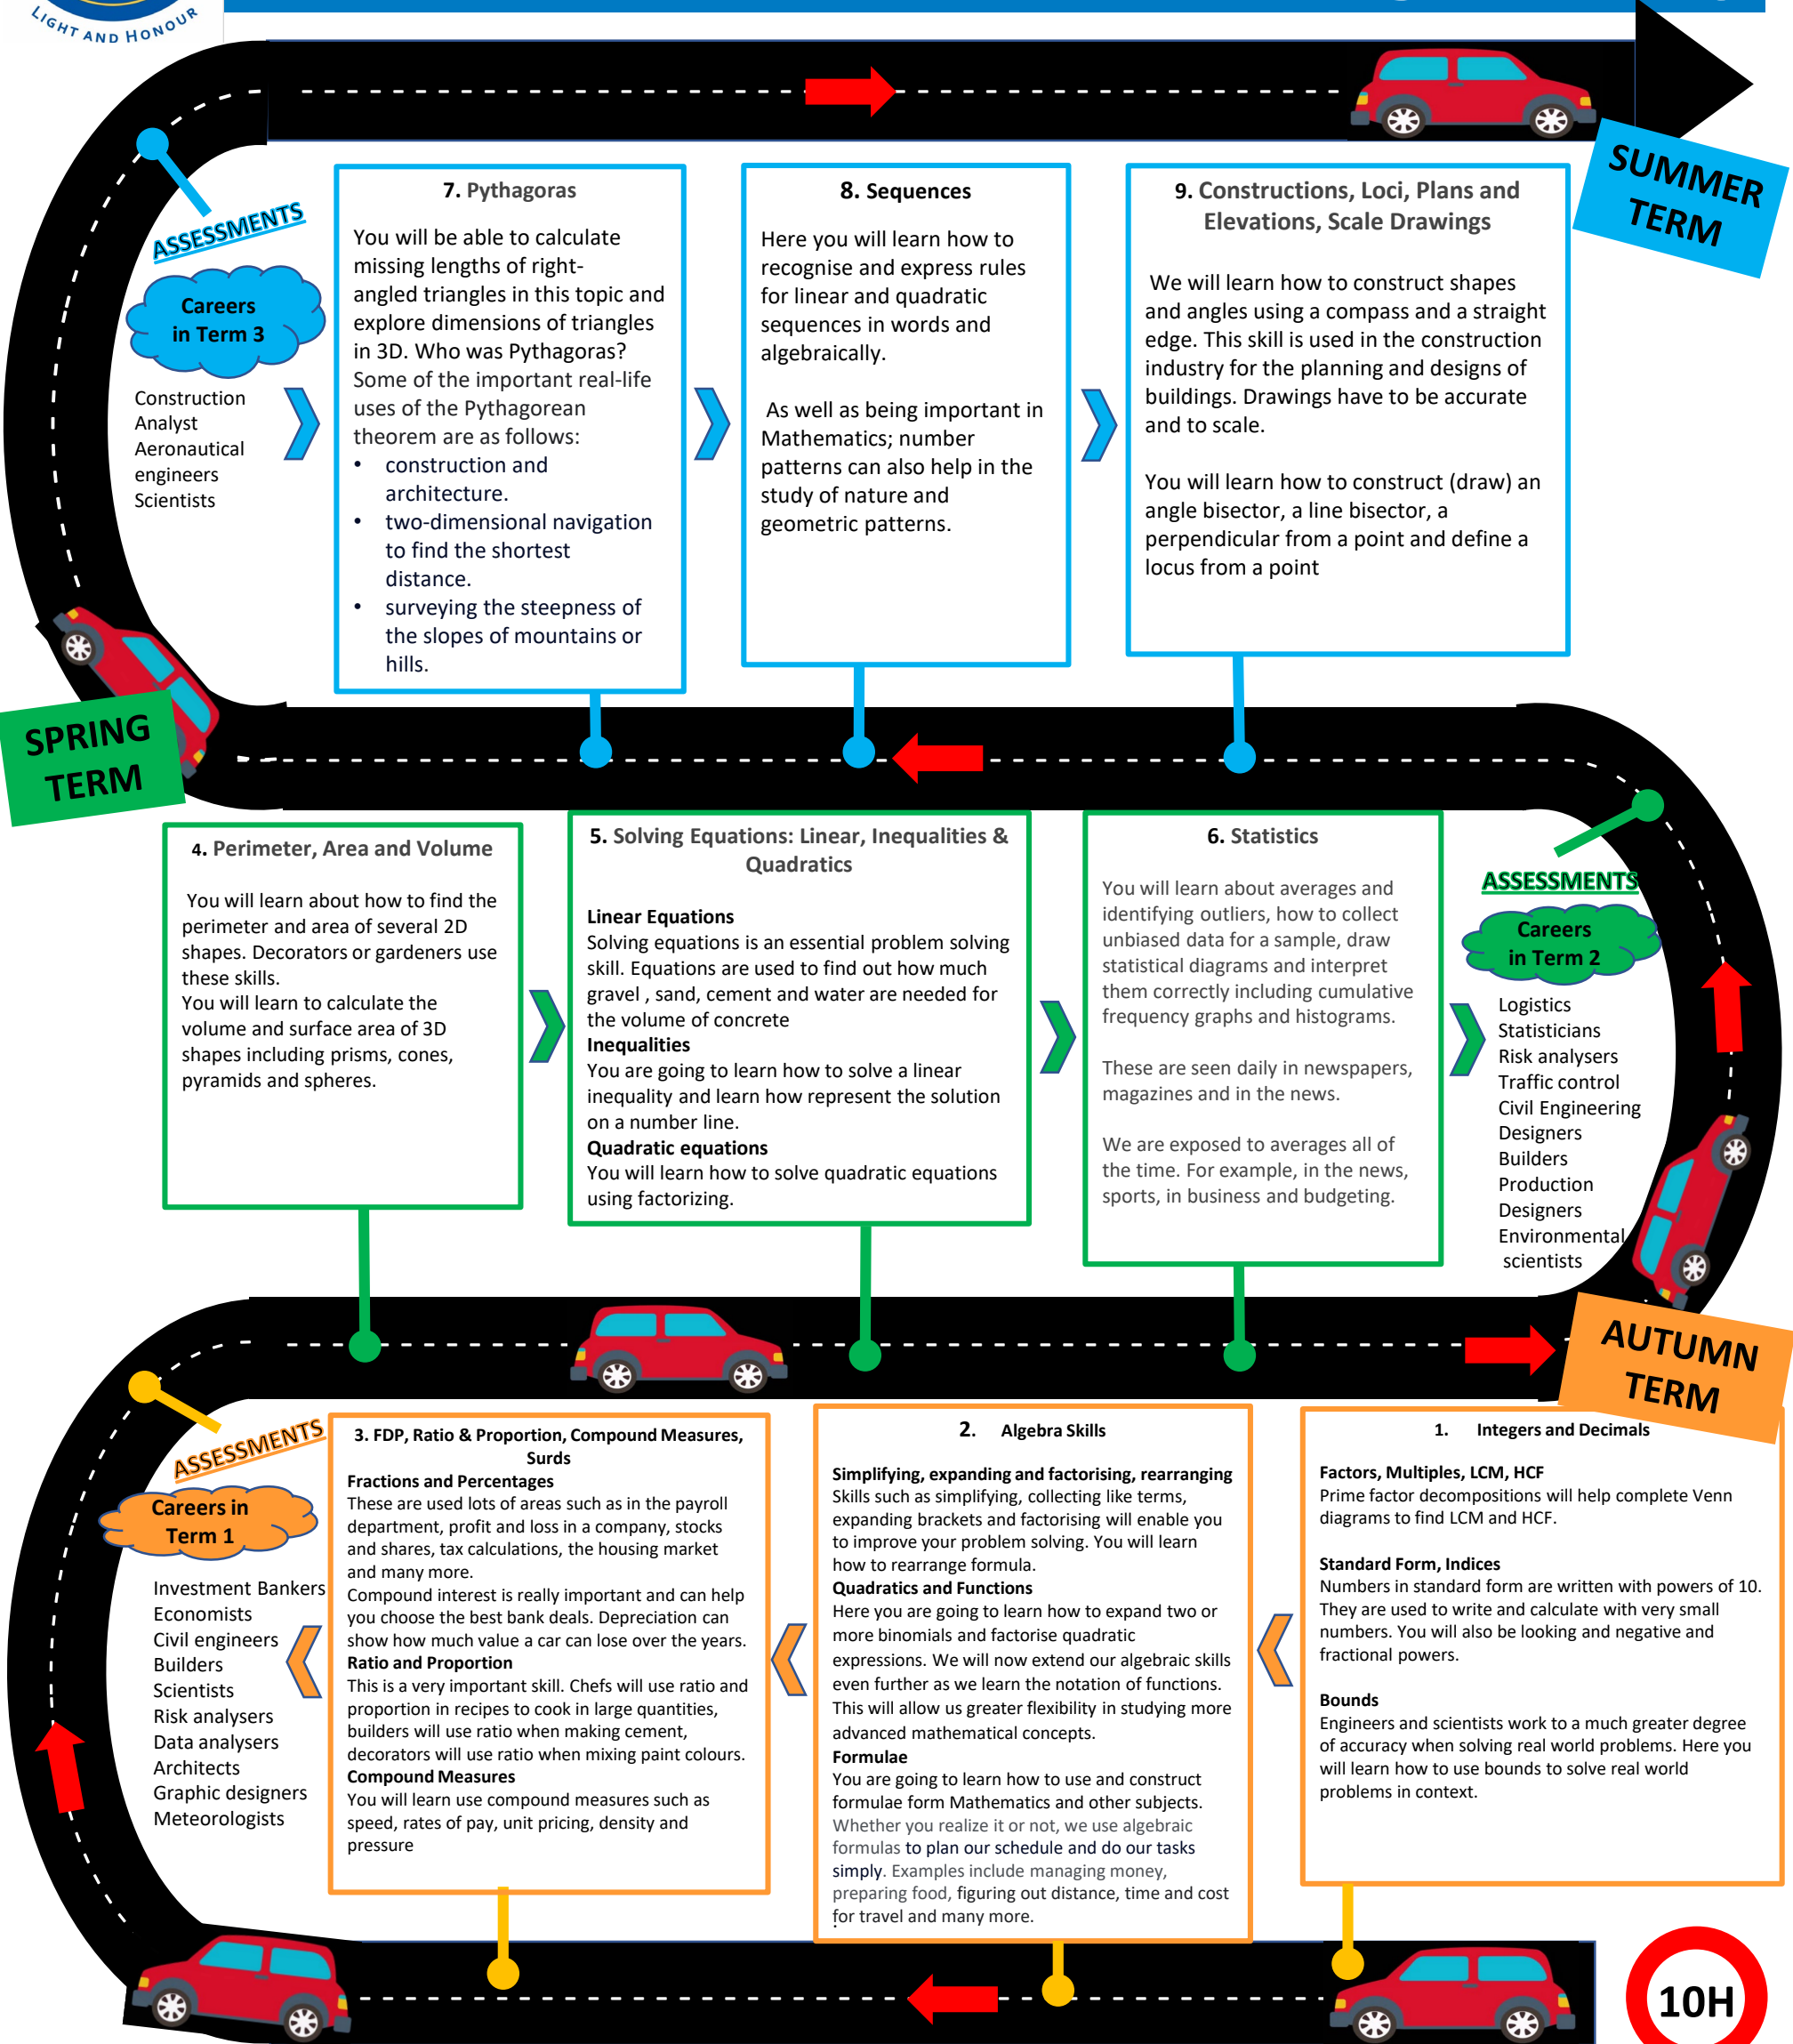 LIGHT AND HONOUR
SUMMER
TERM
ASSESSMENTS
Careers
in Term 3
Construction
Analyst
Aeronautical
engineers
Scientists
7. Pythagoras
You will be able to calculate
missing lengths of right-
angled triangles in this topic and
explore dimensions of triangles
in 3D. Who was Pythagoras?
Some of the important real-life
uses of the Pythagorean
theorem are as follows:
• construction and
architecture.
• two-dimensional navigation
to find the shortest
distance.
• surveying the steepness of
the slopes of mountains or
hills.
8. Sequences
Here you will learn how to
recognise and express rules
for linear and quadratic
sequences in words and
algebraically.
As well as being important in
Mathematics; number
patterns can also help in the
study of nature and
geometric patterns.
9. Constructions, Loci, Plans and
Elevations, Scale Drawings
We will learn how to construct shapes
and angles using a compass and a straight
edge. This skill is used in the construction
industry for the planning and designs of
buildings. Drawings have to be accurate
and to scale.
You will learn how to construct (draw) an
angle bisector, a line bisector, a
perpendicular from a point and define a
locus from a point
SPRING
TERM
4. Perimeter, Area and Volume
You will learn about how to find the
perimeter and area of several 2D
shapes. Decorators or gardeners use
these skills.
You will learn to calculate the
volume and surface area of 3D
shapes including prisms, cones,
pyramids and spheres.
5. Solving Equations: Linear, Inequalities &
Quadratics
Linear Equations
Solving equations is an essential problem solving
skill. Equations are used to find out how much
gravel , sand, cement and water are needed for
the volume of concrete
Inequalities
You are going to learn how to solve a linear
inequality and learn how represent the solution
on a number line.
Quadratic equations
You will learn how to solve quadratic equations
using factorizing.
6. Statistics
You will learn about averages and
identifying outliers, how to collect
unbiased data for a sample, draw
statistical diagrams and interpret
them correctly including cumulative
frequency graphs and histograms.
These are seen daily in newspapers,
magazines and in the news.
We are exposed to averages all of
the time. For example, in the news,
sports, in business and budgeting.
ASSESSMENTS
Careers
in Term 2
Logistics
Statisticians
Risk analysers
Traffic control
Civil Engineering
Designers
Builders
Production
Designers
Environmental
scientists
AUTUMN
TERM
ASSESSMENTS
Careers in
Term 1
Investment Bankers
Economists
Civil engineers
Builders
Scientists
Risk analysers
Data analysers
Architects
Graphic designers
Meteorologists
3. FDP, Ratio & Proportion, Compound Measures,
Surds
Fractions and Percentages
These are used lots of areas such as in the payroll
department, profit and loss in a company, stocks
and shares, tax calculations, the housing market
and many more.
Compound interest is really important and can help
you choose the best bank deals. Depreciation can
show how much value a car can lose over the years.
Ratio and Proportion
This is a very important skill. Chefs will use ratio and
proportion in recipes to cook in large quantities,
builders will use ratio when making cement,
decorators will use ratio when mixing paint colours.
Compound Measures
You will learn use compound measures such as
speed, rates of pay, unit pricing, density and
pressure
2. Algebra Skills
Simplifying, expanding and factorising, rearranging
Skills such as simplifying, collecting like terms,
expanding brackets and factorising will enable you
to improve your problem solving. You will learn
how to rearrange formula.
Quadratics and Functions
Here you are going to learn how to expand two or
more binomials and factorise quadratic
expressions. We will now extend our algebraic skills
even further as we learn the notation of functions.
This will allow us greater flexibility in studying more
advanced mathematical concepts.
Formulae
You are going to learn how to use and construct
formulae form Mathematics and other subjects.
Whether you realize it or not, we use algebraic
formulas to plan our schedule and do our tasks
simply. Examples include managing money,
preparing food, figuring out distance, time and cost
for travel and many more.
.
1. Integers and Decimals
Factors, Multiples, LCM, HCF
Prime factor decompositions will help complete Venn
diagrams to find LCM and HCF.
Standard Form, Indices
Numbers in standard form are written with powers of 10.
They are used to write and calculate with very small
numbers. You will also be looking and negative and
fractional powers.
Bounds
Engineers and scientists work to a much greater degree
of accuracy when solving real world problems. Here you
will learn how to use bounds to solve real world
problems in context.
10H